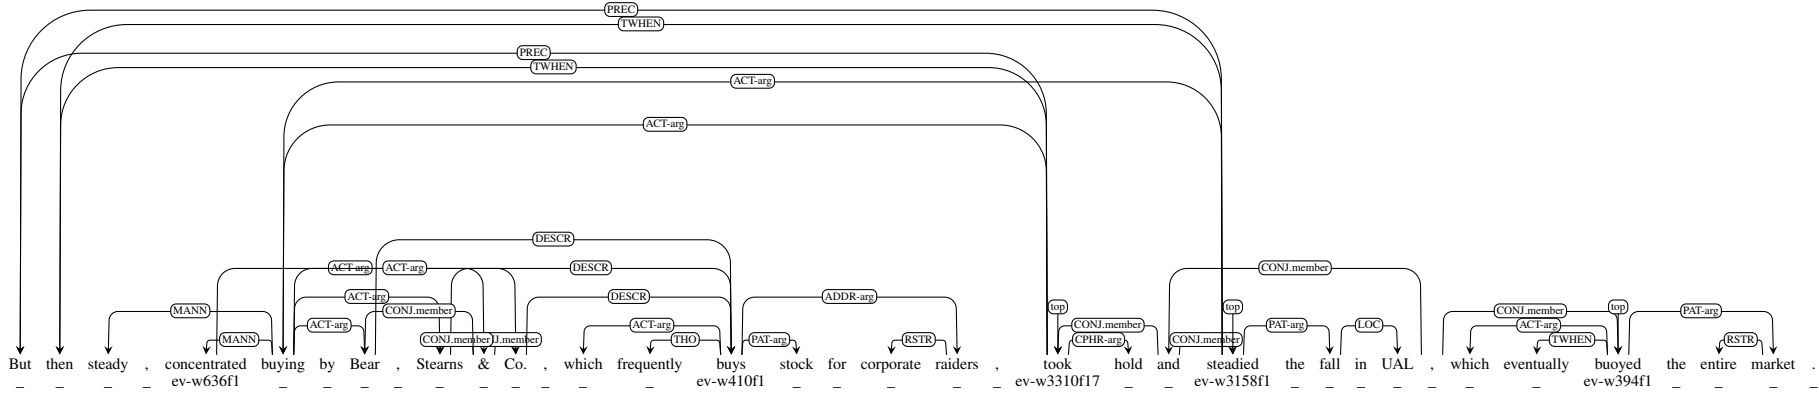 PREC
TWHEN
PREC
TWHEN
ACT-arg
ACT-arg
DESCR
ACT-arg ACT-arg DESCR CONJ.member
ACT-arg DESCR ADDR-arg
MANN CONJ.member top top CONJ.member top PAT-arg
ACT-arg ACT-arg CONJ.member PAT-arg LOC ACT-arg
MANN CONJ.member J.member THO PAT-arg RSTR CPHR-arg CONJ.member TWHEN RSTR
But then steady , concentrated buying by Bear , Stearns & Co. , which frequently buys stock for corporate raiders , took hold and steadied the fall in UAL , which eventually buoyed the entire market .
_ _ _ _ ev-w636f1 _ _ _ _ _ _ _ _ _ _ ev-w410f1 _ _ _ _ _ ev-w3310f17 _ _ ev-w3158f1 _ _ _ _ _ _ _ ev-w394f1 _ _ _ _